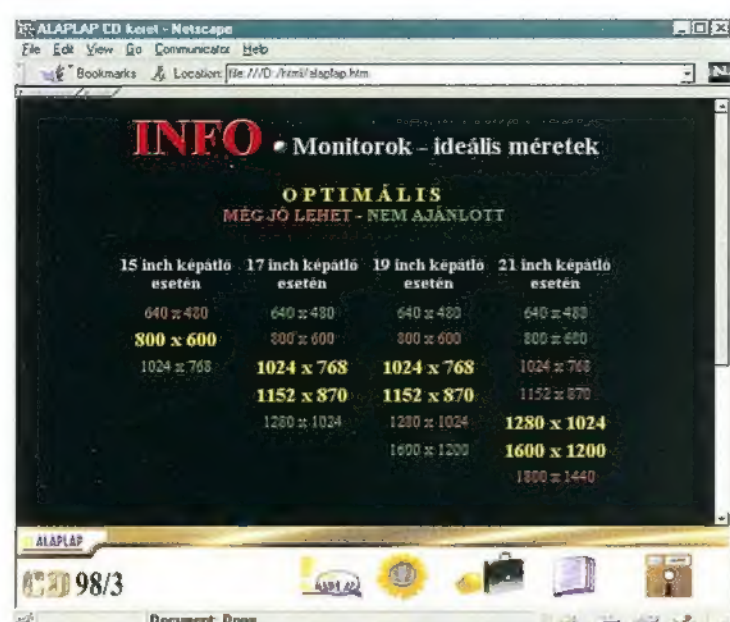 ALAPLAP CD keret - Netscape
File Edit View Go Communicator Help
Bookmarks Location: file:///D:/html/alaplap.htm
INFO Monitorok - ideális méretek
OPTIMÁLIS
MÉG JÓ LEHET - NEM AJÁNLOTT
15 inch képátló esetén 17 inch képátló esetén 19 inch képátló esetén 21 inch képátló esetén
640 x 480 640 x 480 640 x 480 640 x 480
800 x 600 800 x 600 800 x 600 800 x 600
1024 x 768 1024 x 768 1024 x 768 1024 x 768
1152 x 870 1152 x 870 1152 x 870
1280 x 1024 1280 x 1024 1280 x 1024
1600 x 1200 1600 x 1200
1800 x 1440
ALAPLAP
CD 98/3
Document: Done